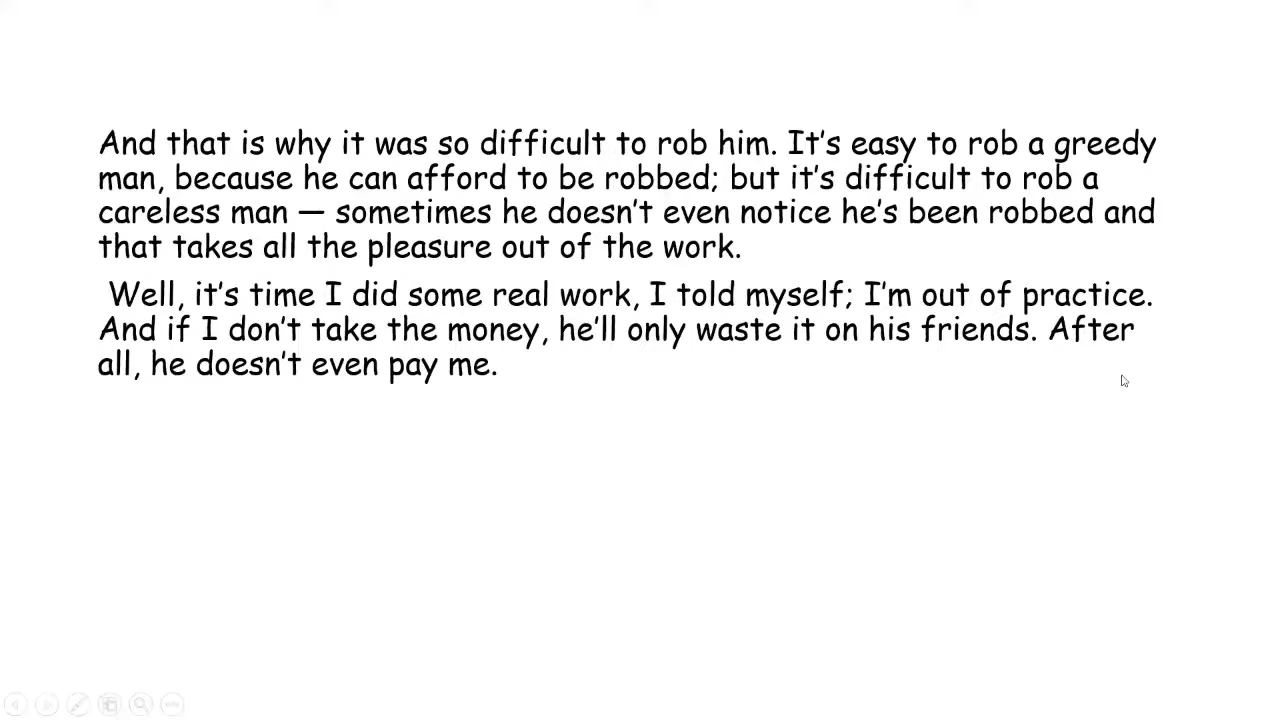 And that is why it was so difficult to rob him. It’s easy to rob a greedy
man, because he can afford to be robbed; but it’s difficult to rob a
careless man — sometimes he doesn’t even notice he’s been robbed and
that takes all the pleasure out of the work.
Well, it’s time I did some real work, I told myself; I’m out of practice.
And if I don’t take the money, he’ll only waste it on his friends. After
all, he doesn’t even pay me.